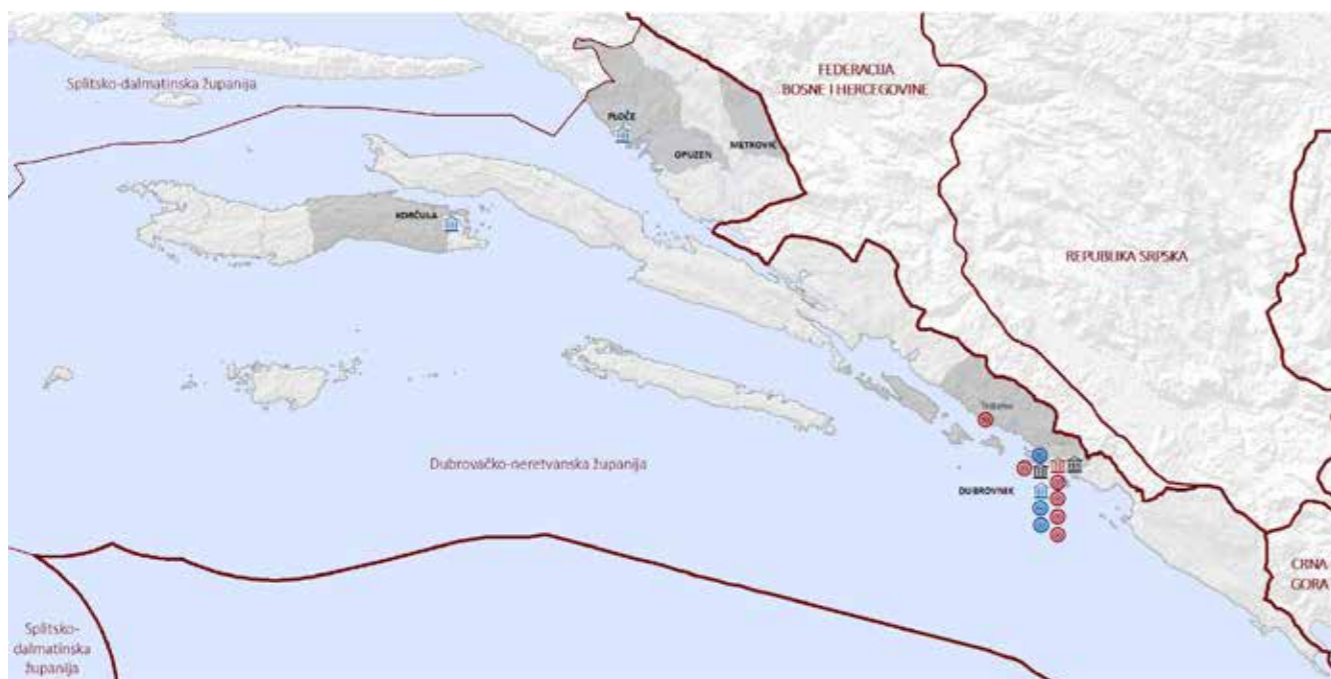 Splitsko-dalmatinska županija
FEDERACIJA
BOSNE I HERCEGOVINE
PLOČE
OPUZEN
METKOVIĆ
KORČULA
REPUBLIKA SRPSKA
Dubrovačko-neretvanska županija
DUBROVNIK
CRNA
GORA
Splitsko-
dalmatinska
županija